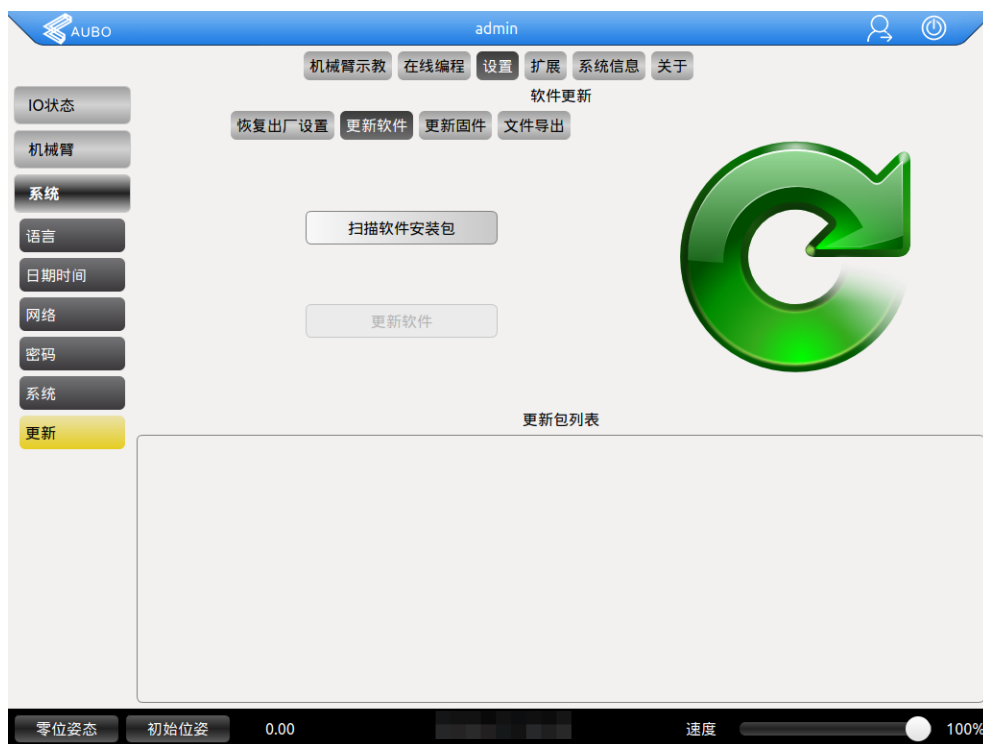 AUBO admin
机械臂示教 在线编程 设置 扩展 系统信息 关于
软件更新
IO状态
恢复出厂设置 更新软件 更新固件 文件导出
机械臂
系统
扫描软件安装包
语言
日期时间
网络
更新软件
密码
系统
更新包列表
更新
零位姿态 初始位姿 0.00 速度 100%